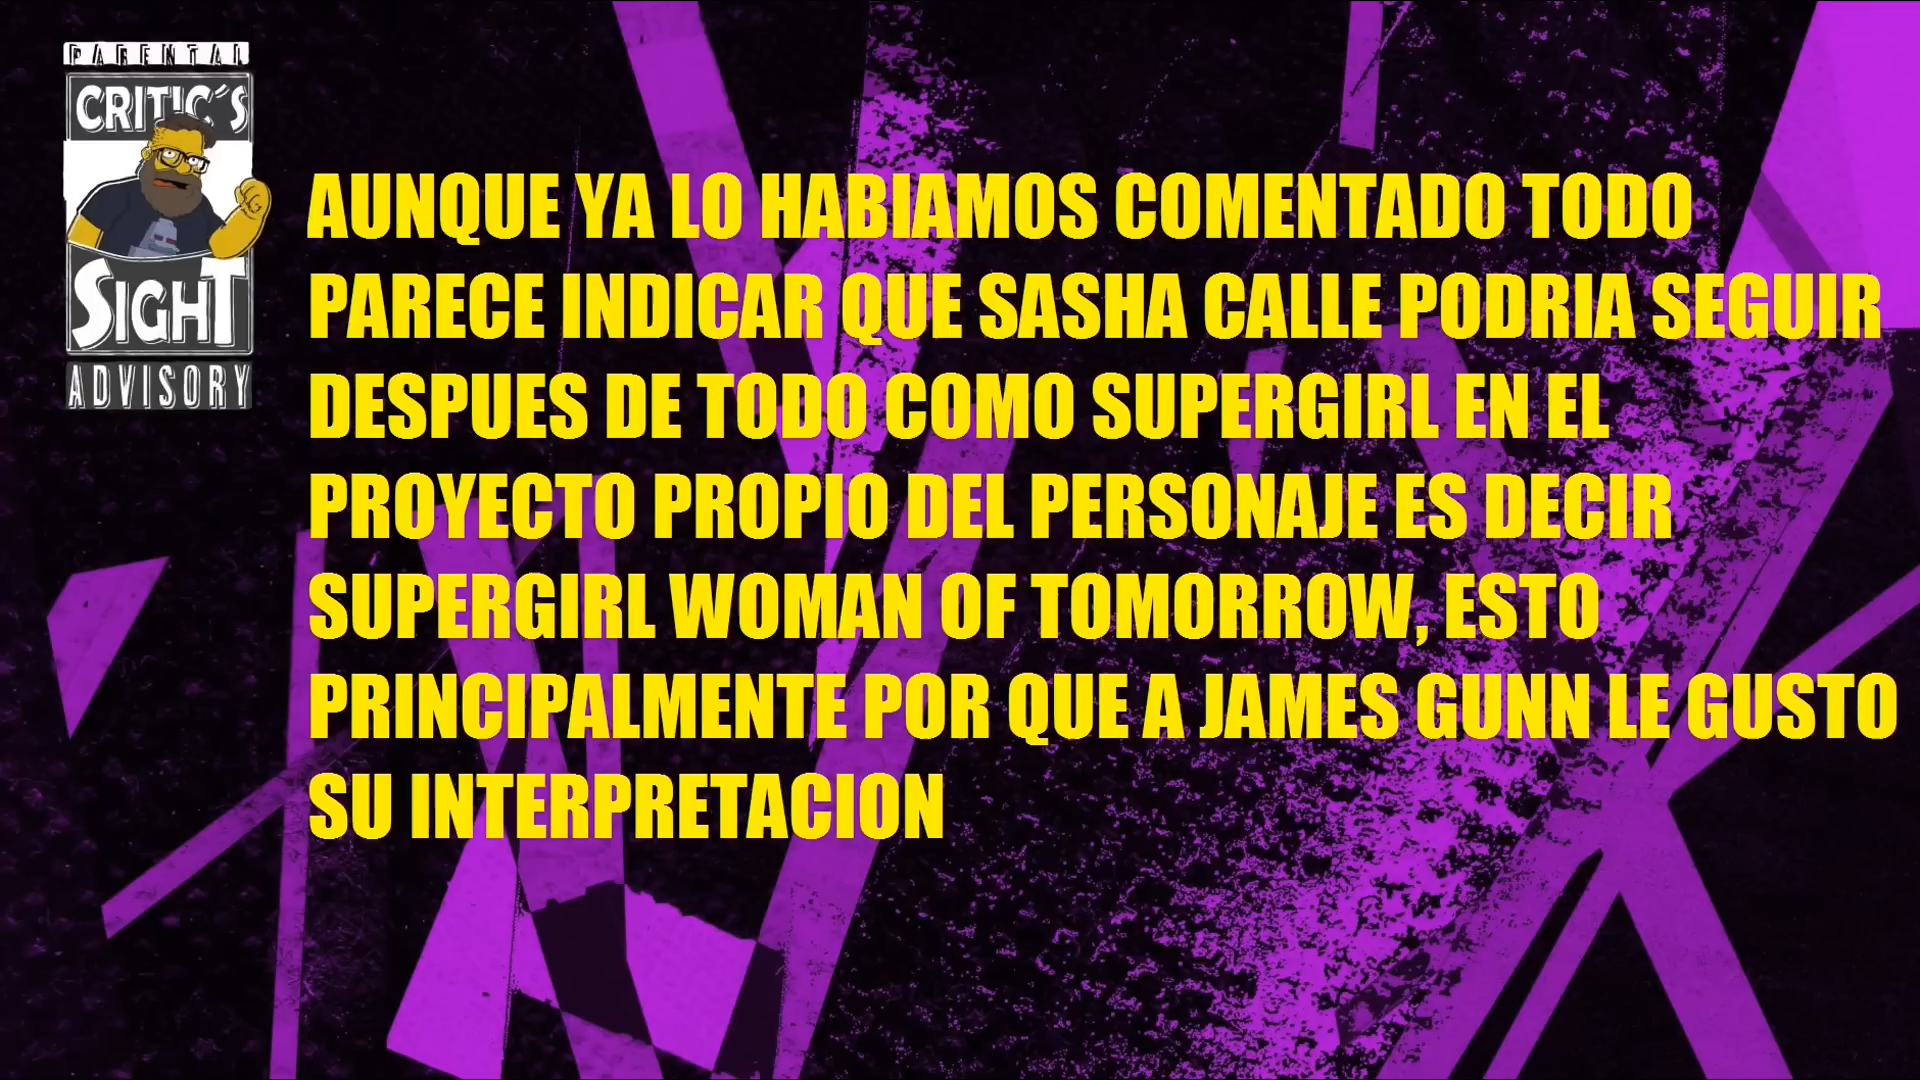 PARENTAL
CRITIC´S
SIGHT
ADVISORY
AUNQUE YA LO HABIAMOS COMENTADO TODO
PARECE INDICAR QUE SASHA CALLE PODRIA SEGUIR
DESPUES DE TODO COMO SUPERGIRL EN EL
PROYECTO PROPIO DEL PERSONAJE ES DECIR
SUPERGIRL WOMAN OF TOMORROW, ESTO
PRINCIPALMENTE POR QUE A JAMES GUNN LE GUSTO
SU INTERPRETACION